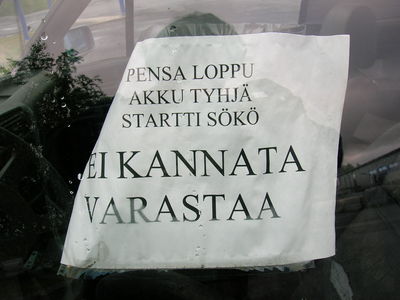 PENSA LOPPU
AKKU TYHJÄ
STARTTI SÖKÖ
EI KANNATA
VARASTAA